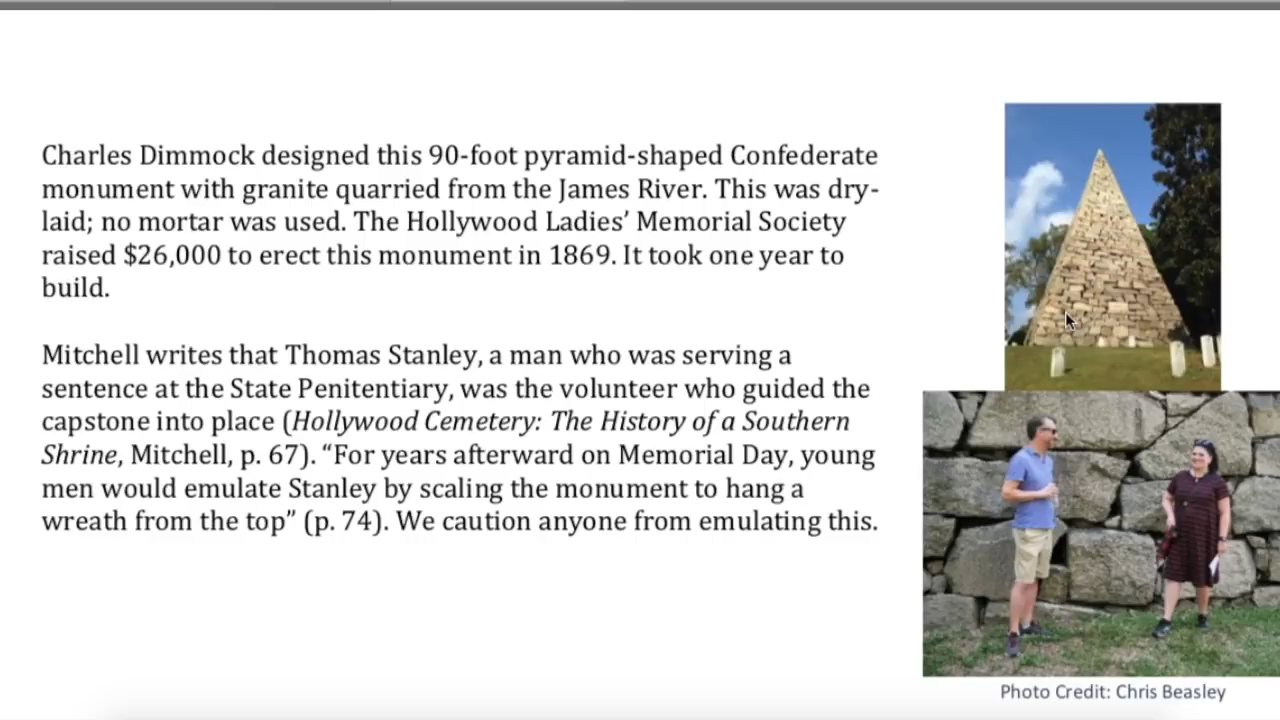 Charles Dimmock designed this 90-foot pyramid-shaped Confederate
monument with granite quarried from the James River. This was dry-
laid; no mortar was used. The Hollywood Ladies’ Memorial Society
raised $26,000 to erect this monument in 1869. It took one year to
build.
Mitchell writes that Thomas Stanley, a man who was serving a
sentence at the State Penitentiary, was the volunteer who guided the
capstone into place (Hollywood Cemetery: The History of a Southern
Shrine, Mitchell, p. 67). “For years afterward on Memorial Day, young
men would emulate Stanley by scaling the monument to hang a
wreath from the top” (p. 74). We caution anyone from emulating this.
Photo Credit: Chris Beasley